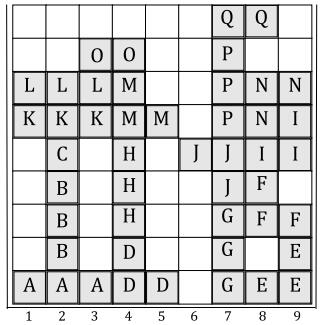 Q Q
O O P
L L L M P N N
K K K M M P N I
C H J J I I
B H J F
B H G F F
B D G E
A A A D D G E E
1 2 3 4 5 6 7 8 9